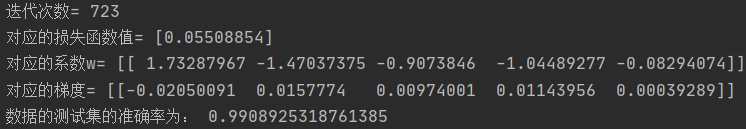 迭代次数= 723
对应的损失函数值= [0.05508854]
对应的系数w= [[ 1.73287967 -1.47037375 -0.9073846  -1.04489277 -0.08294074]]
对应的梯度= [[-0.02050091  0.0157774   0.00974001  0.01143956  0.00039289]]
数据的测试集的准确率为： 0.9908925318761385